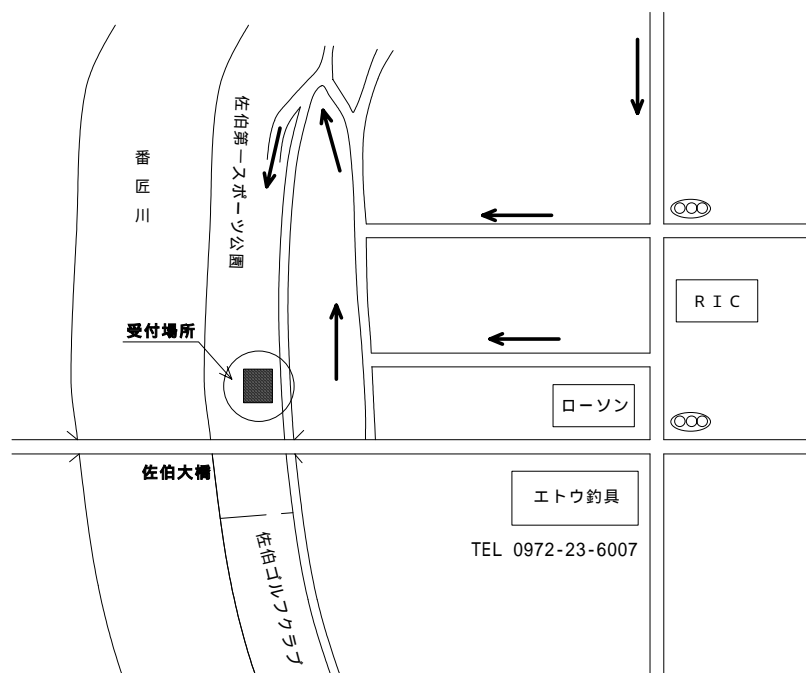 番匠川
佐伯第一スポーツ公園
受付場所
RIC
ローソン
佐伯大橋
エトウ釣具
TEL 0972-23-6007
佐伯ゴルフクラブ